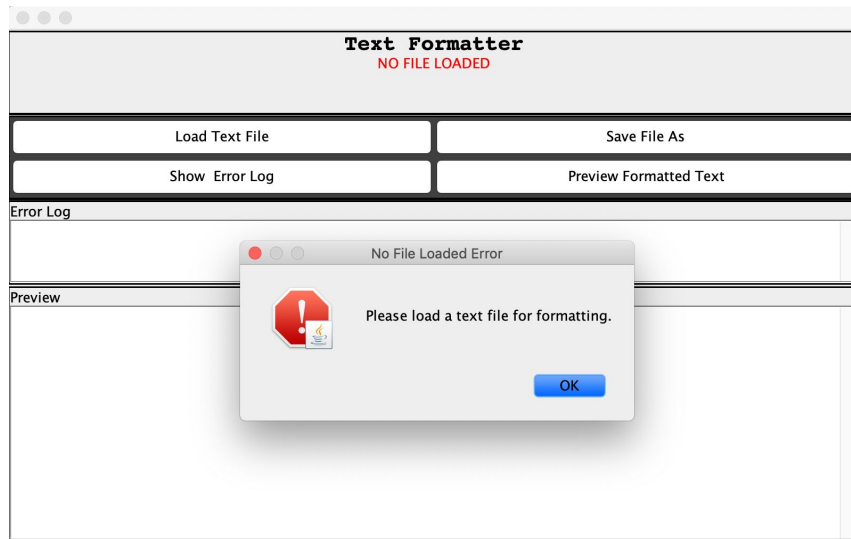 Text Formatter
NO FILE LOADED
Load Text File
Save File As
Show Error Log
Preview Formatted Text
Error Log
No File Loaded Error
Preview
Please load a text file for formatting.
OK